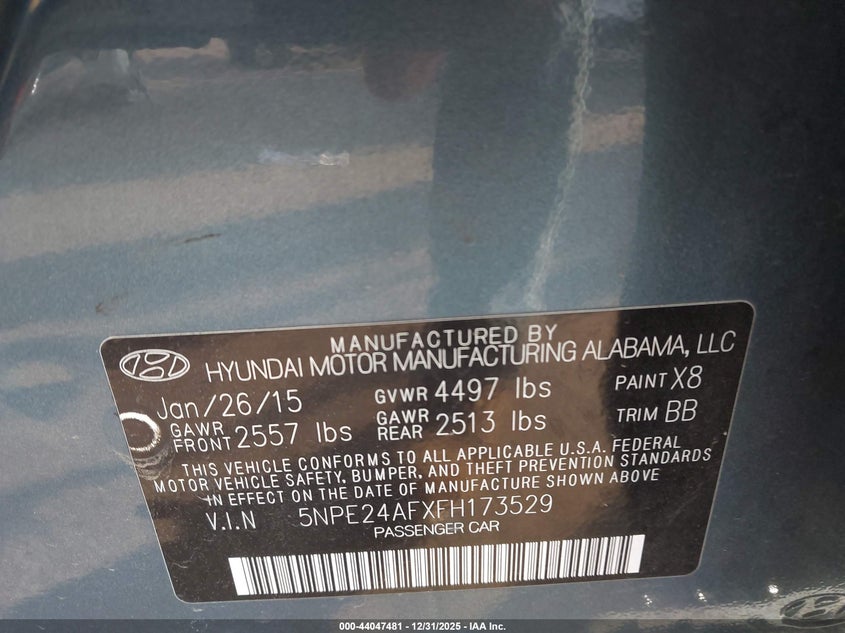 MANUFACTURED BY
HYUNDAI MOTOR MANUFACTURING ALABAMA, LLC
Jan/26/15 GVWR 4497 lbs PAINT X8
GAWR FRONT 2557 lbs GAWR REAR 2513 lbs TRIM BB
THIS VEHICLE CONFORMS TO ALL APPLICABLE U.S.A. FEDERAL
MOTOR VEHICLE SAFETY, BUMPER, AND THEFT PREVENTION STANDARDS
IN EFFECT ON THE DATE OF MANUFACTURE SHOWN ABOVE
V.I.N 5NPE24AFXFH173529
PASSENGER CAR
000-44047481 - 12/31/2025 - IAA Inc.